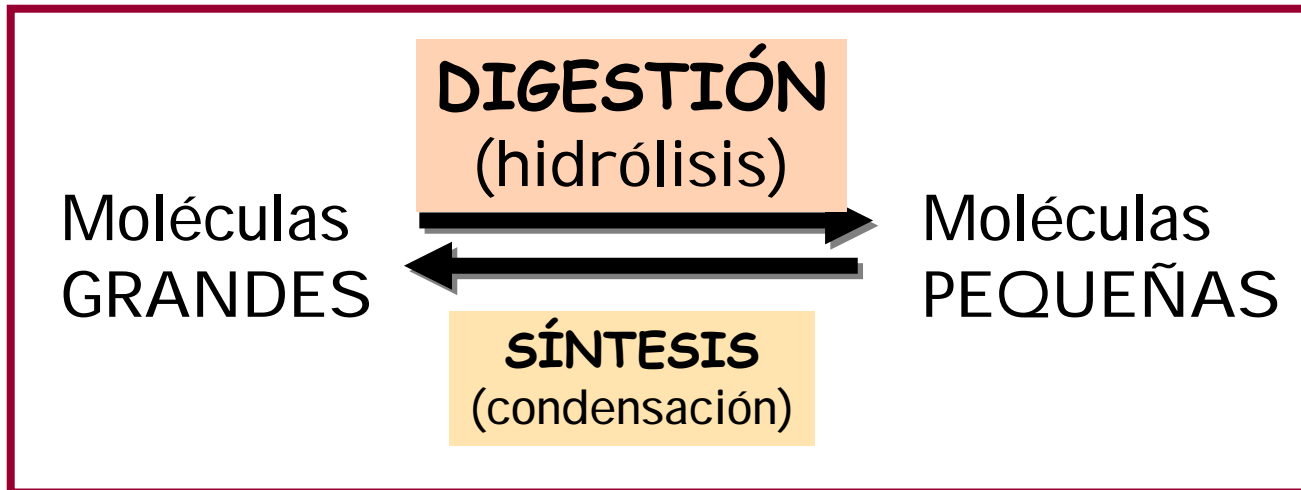 DIGESTIÓN
(hidrólisis)
Moléculas
GRANDES
Moléculas
PEQUEÑAS
SÍNTESIS
(condensación)